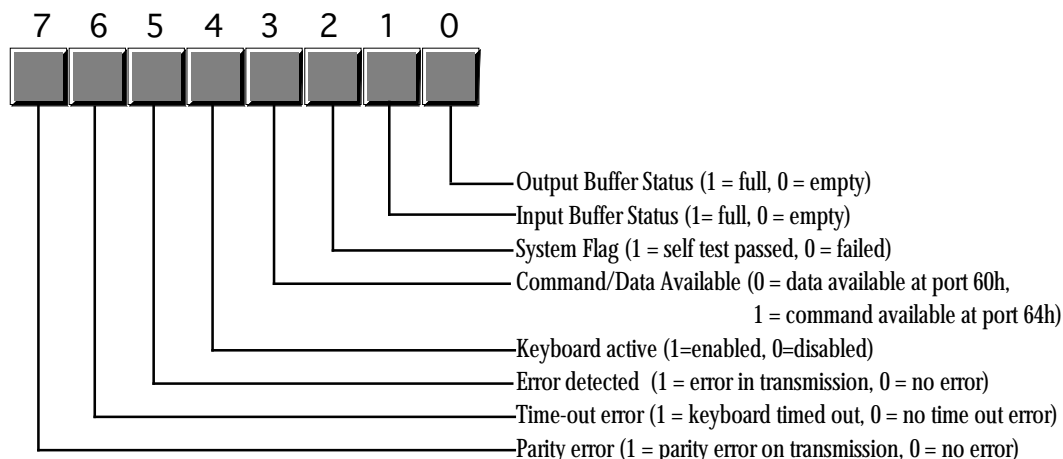 7 6 5 4 3 2 1 0
Output Buffer Status (1 = full, 0 = empty)
Input Buffer Status (1= full, 0 = empty)
System Flag (1 = self test passed, 0 = failed)
Command/Data Available (0 = data available at port 60h,
1 = command available at port 64h)
Keyboard active (1=enabled, 0=disabled)
Error detected  (1 = error in transmission, 0 = no error)
Time-out error (1 = keyboard timed out, 0 = no time out error)
Parity error (1 = parity error on transmission, 0 = no error)